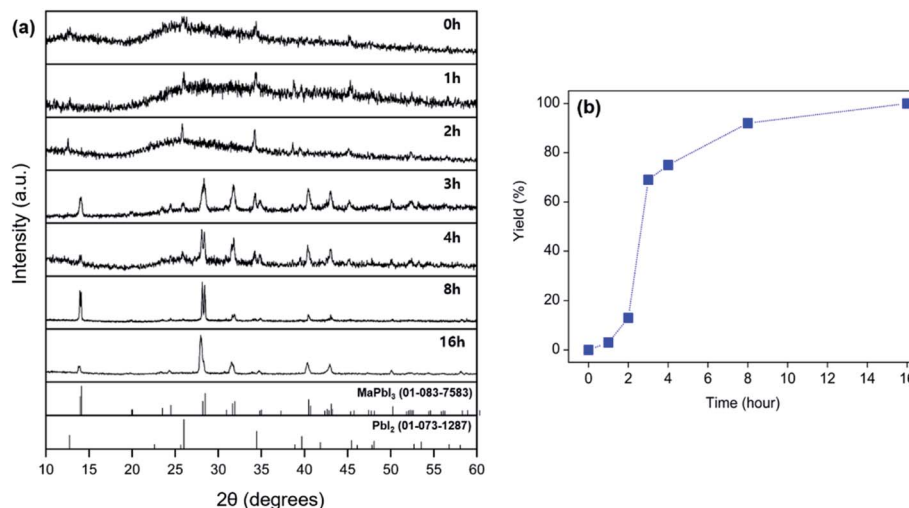 (a)
0h
1h
2h
3h
4h
8h
16h
MaPbI₃ (01-083-7583)
PbI₂ (01-073-1287)
Intensity (a.u.)
10 15 20 25 30 35 40 45 50 55 60
2θ (degrees)
(b)
100
80
60
40
20
0
Yield (%)
0 2 4 6 8 10 12 14 16
Time (hour)